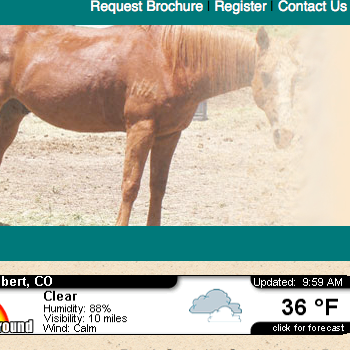 Request Brochure | Register | Contact Us
bert, CO
Updated: 9:59 AM
Clear
Humidity: 88%
Visibility: 10 miles
Wind: Calm
36 °F
round
click for forecast